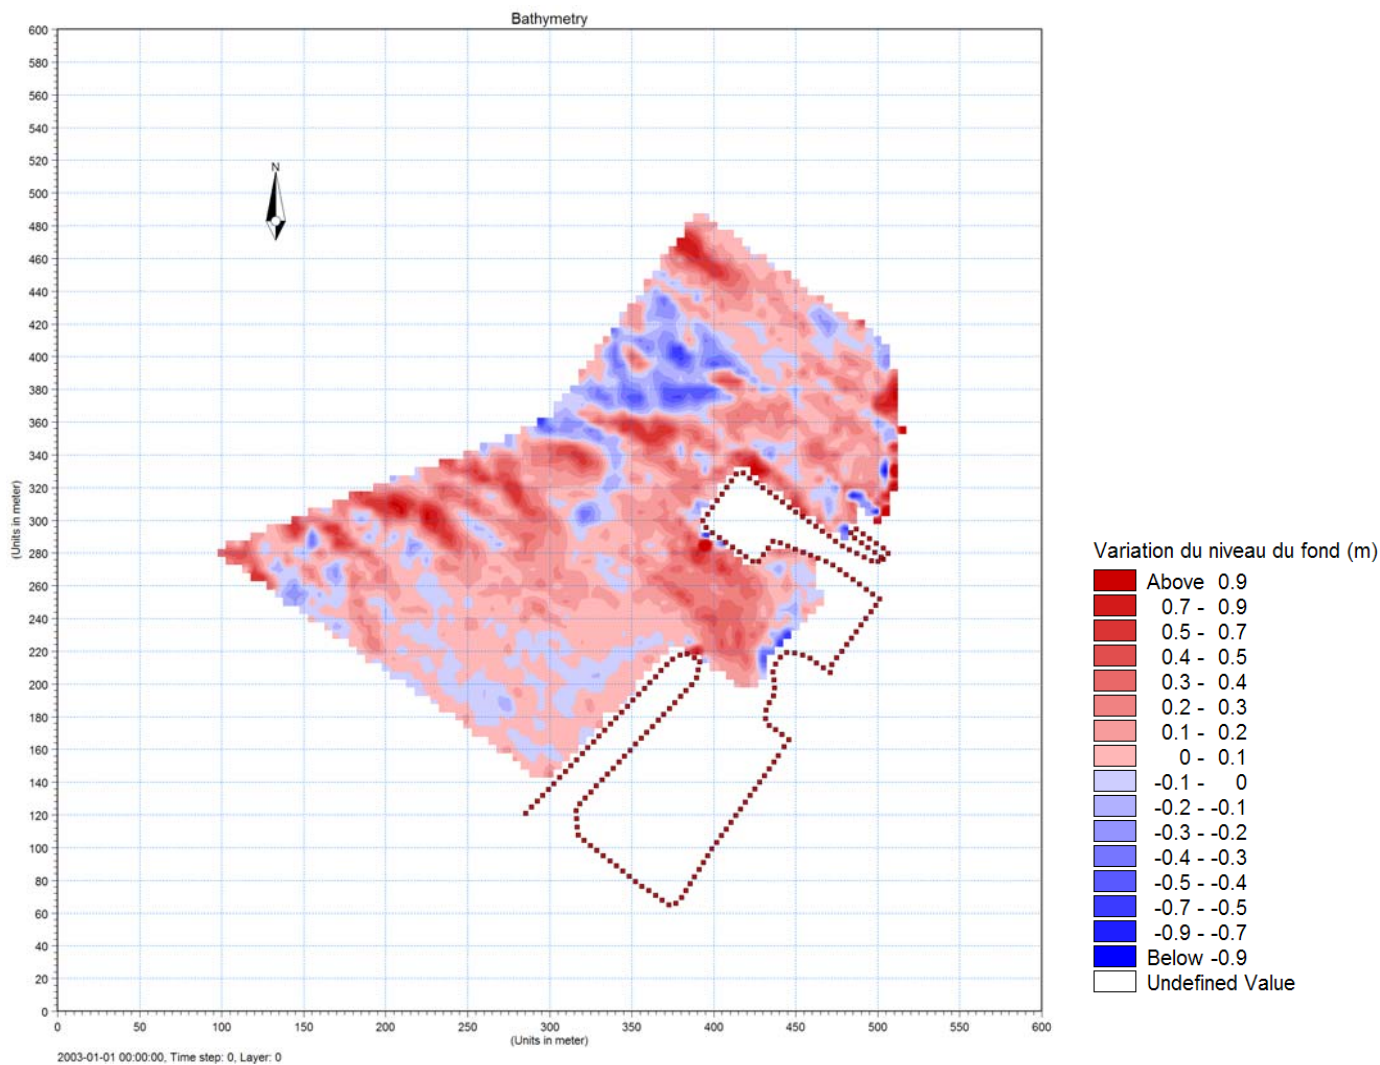 Bathymetry
600
580
560
540
520
500
480
460
440
420
400
380
360
340
320
300
280
260
240
220
200
180
160
140
120
100
80
60
40
20
0
(Units in meter)
N
0 50 100 150 200 250 300 350 400 450 500 550 600
(Units in meter)
2003-01-01 00:00:00, Time step: 0, Layer: 0
Variation du niveau du fond (m)
Above 0.9
0.7 - 0.9
0.5 - 0.7
0.4 - 0.5
0.3 - 0.4
0.2 - 0.3
0.1 - 0.2
0 - 0.1
-0.1 - 0
-0.2 - -0.1
-0.3 - -0.2
-0.4 - -0.3
-0.5 - -0.4
-0.7 - -0.5
-0.9 - -0.7
Below -0.9
Undefined Value